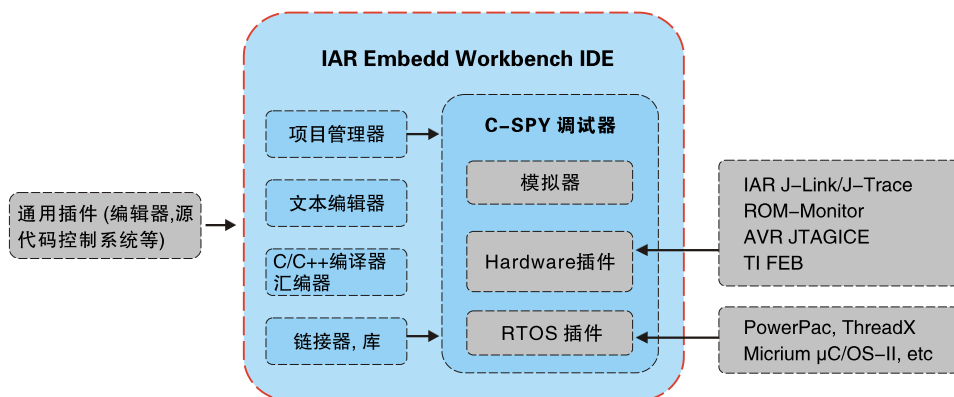 IAR Embedd Workbench IDE
通用插件 (编辑器,源
代码控制系统等)
项目管理器
文本编辑器
C/C++编译器
汇编器
链接器, 库
C-SPY 调试器
模拟器
Hardware插件
RTOS 插件
IAR J-Link/J-Trace
ROM-Monitor
AVR JTAGICE
TI FEB
PowerPac, ThreadX
Micrium μC/OS-II, etc